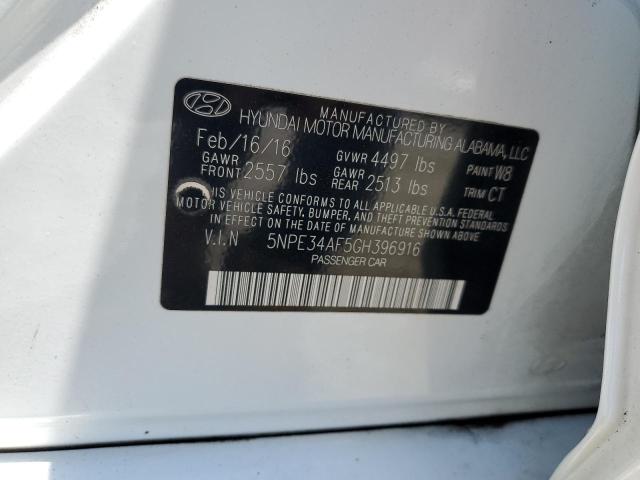 MANUFACTURED BY
HYUNDAI MOTOR MANUFACTURING ALABAMA, LLC
Feb/16/16 GVWR 4497 lbs PAINT W8
GAWR FRONT 2557 lbs GAWR REAR 2513 lbs TRIM CT
HIS VEHICLE CONFORMS TO ALL APPLICABLE U.S.A. FEDERAL
MOTOR VEHICLE SAFETY, BUMPER, AND THEFT PREVENTION STANDARDS
IN EFFECT ON THE DATE OF MANUFACTURE SHOWN ABOVE.
V.I.N 5NPE34AF5GH396916
PASSENGER CAR